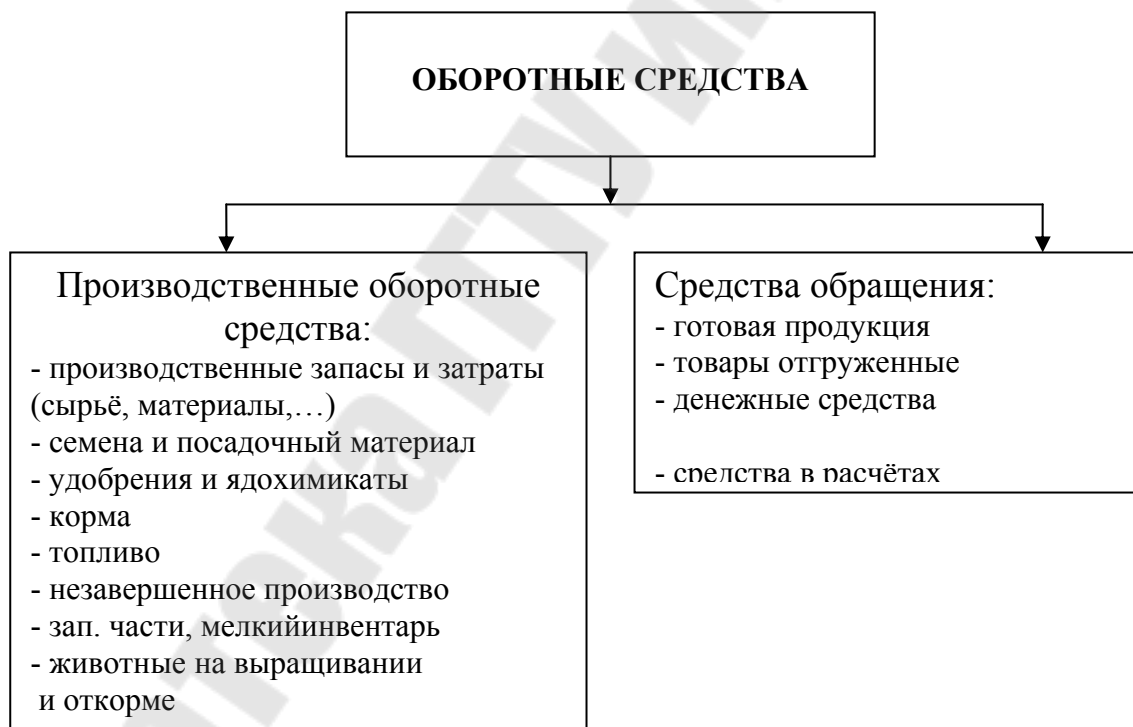 ОБОРОТНЫЕ СРЕДСТВА
Производственные оборотные
средства:
- производственные запасы и затраты
(сырьё, материалы,…)
- семена и посадочный материал
- удобрения и ядохимикаты
- корма
- топливо
- незавершенное производство
- зап. части, мелкийинвентарь
- животные на выращивании
и откорме
Средства обращения:
- готовая продукция
- товары отгруженные
- денежные средства
- средства в расчётах